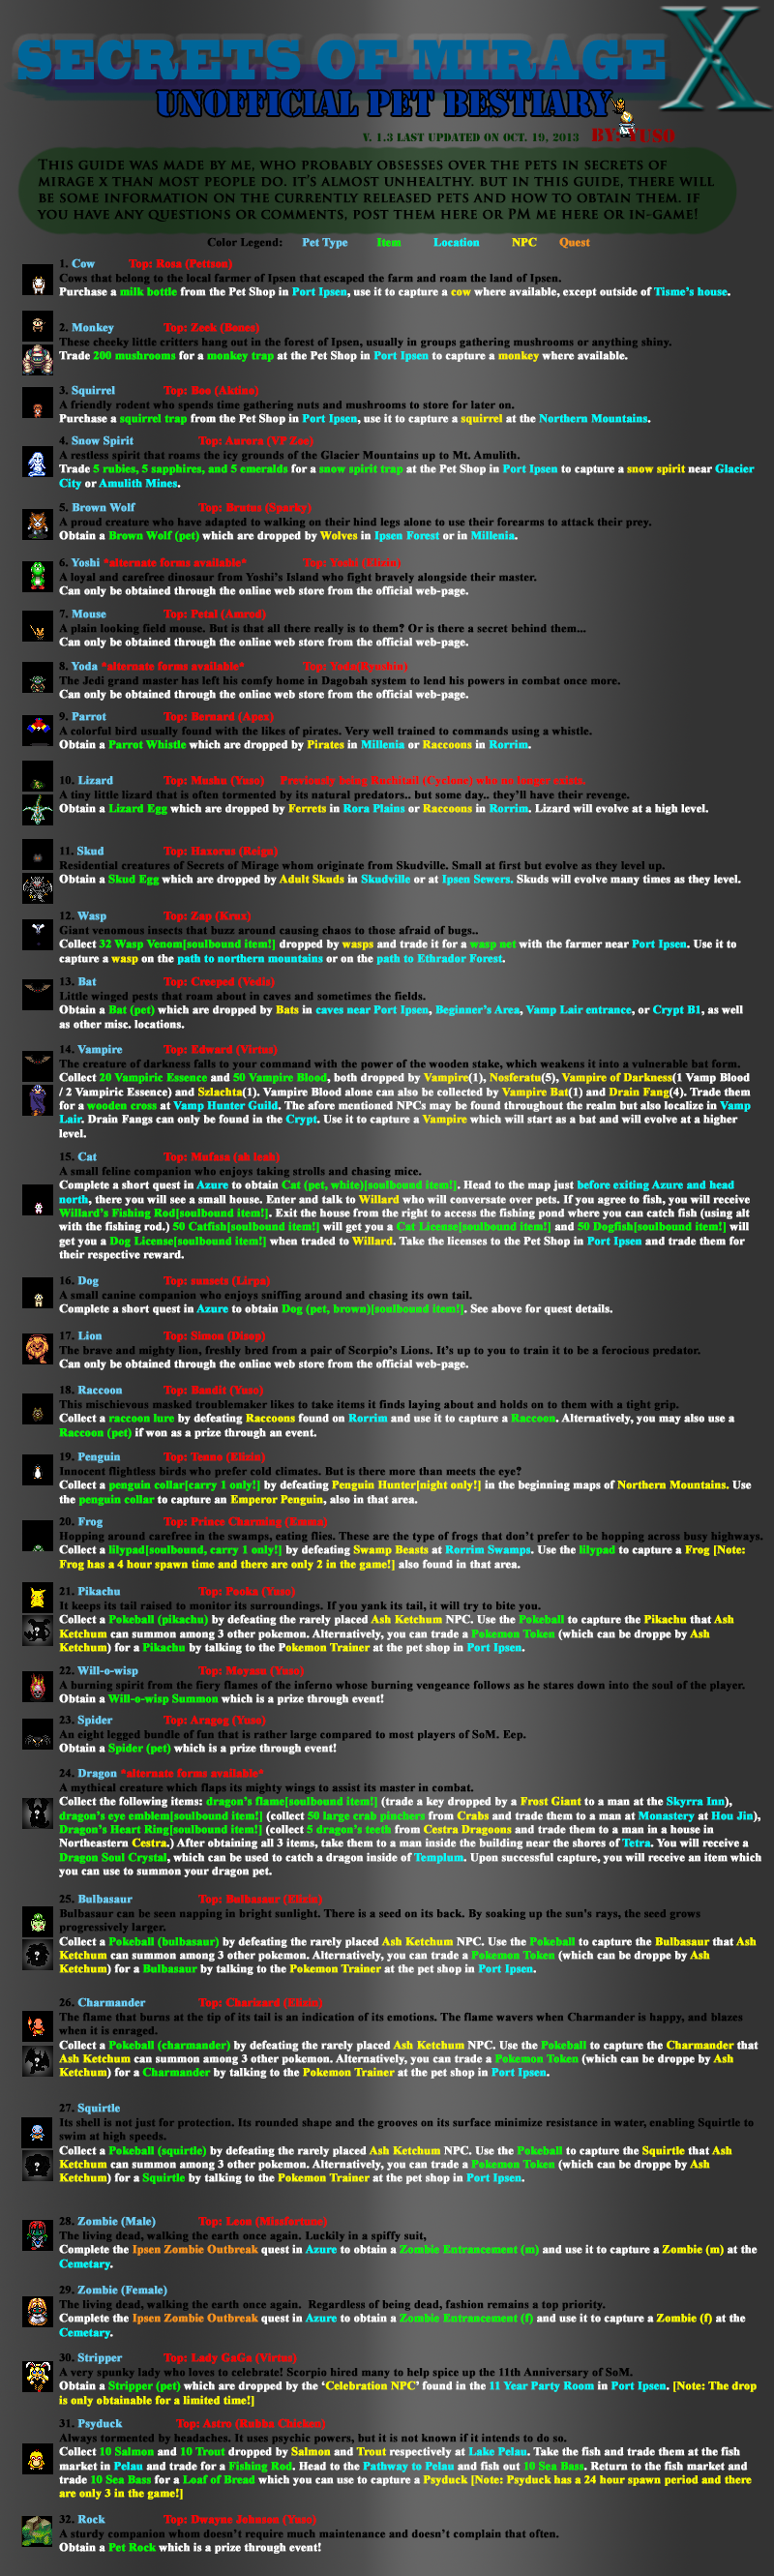 SECRETS OF MIRAGE X
UNOFFICIAL PET BESTIARY
V. 1.3 LAST UPDATED ON OCT. 19, 2013 BY: YUSO
THIS GUIDE WAS MADE BY ME, WHO PROBABLY OBSESSES OVER THE PETS IN SECRETS OF
MIRAGE X THAN MOST PEOPLE DO. IT'S ALMOST UNHEALTHY. BUT IN THIS GUIDE, THERE WILL
BE SOME INFORMATION ON THE CURRENTLY RELEASED PETS AND HOW TO OBTAIN THEM. IF
YOU HAVE ANY QUESTIONS OR COMMENTS, POST THEM HERE OR PM ME HERE OR IN-GAME!
Color Legend: Pet Type Item Location NPC Quest
1. Cow Top: Rosa (Pettson)
Cows that belong to the local farmer of Ipsen that escaped the farm and roam the land of Ipsen.
Purchase a milk bottle from the Pet Shop in Port Ipsen, use it to capture a cow where available, except outside of Tisme's house.
2. Monkey Top: Zeek (Bones)
These cheeky little critters hang out in the forest of Ipsen, usually in groups gathering mushrooms or anything shiny.
Trade 200 mushrooms for a monkey trap at the Pet Shop in Port Ipsen to capture a monkey where available.
3. Squirrel Top: Boo (Aktino)
A friendly rodent who spends time gathering nuts and mushrooms to store for later on.
Purchase a squirrel trap from the Pet Shop in Port Ipsen, use it to capture a squirrel at the Northern Mountains.
4. Snow Spirit Top: Aurora (VP Zoo)
A restless spirit that roams the icy grounds of the Glacier Mountains up to Mt. Amulith.
Trade 5 rubies, 5 sapphires, and 5 emeralds for a snow spirit trap at the Pet Shop in Port Ipsen to capture a snow spirit near Glacier
City or Amulith Mines.
5. Brown Wolf Top: Brutus (Sparky)
A proud creature who have adapted to walking on their hind legs alone to use their forearms to attack their prey.
Obtain a Brown Wolf (pet) which are dropped by Wolves in Ipsen Forest or in Millenia.
6. Yoshi *alternate forms available* Top: Yoshi (Elixin)
A loyal and carefree dinosaur from Yoshi's Island who fight bravely alongside their master.
Can only be obtained through the online web store from the official web-page.
7. Mouse Top: Petal (Amrod)
A plain looking field mouse. But is that all there really is to them? Or is there a secret behind them...
Can only be obtained through the online web store from the official web-page.
8. Yoda *alternate forms available* Top: Yoda(Ryushin)
The Jedi grand master has left his comfy home in Dagobah system to lend his powers in combat once more.
Can only be obtained through the online web store from the official web-page.
9. Parrot Top: Bernard (Apox)
A colorful bird usually found with the likes of pirates. Very well trained to commands using a whistle.
Obtain a Parrot Whistle which are dropped by Pirates in Millenia or Raccoons in Rorrim.
10. Lizard Top: Mushu (Yuso) Previously being (Cyclone) who no longer exists.
A tiny little lizard that is often tormented by its natural predators.. but some day.. they'll have their revenge.
Obtain a Lizard Egg which are dropped by Ferrets in Rora Plains or Raccoons in Rorrim. Lizard will evolve at a high level.
11. Skud Top: Haxorus (Reign)
Residential creatures of Secrets of Mirage whom originate from Skudville. Small at first but evolve as they level up.
Obtain a Skud Egg which are dropped by Adult Skuds in Skudville or at Ipsen Sewers. Skuds will evolve many times as they level.
12. Wasp Top: Zap (Krux)
Giant venomous insects that buzz around causing chaos to those afraid of bugs..
Collect 32 Wasp Venom[soulbound item!] dropped by wasps and trade it for a wasp net with the farmer near Port Ipsen. Use it to
capture a wasp on the path to northern mountains or on the path to Ethrador Forest.
13. Bat Top: Creeped (Vediz)
Little winged pests that roam about in caves and sometimes the fields.
Obtain a Bat (pet) which are dropped by Bats in caves near Port Ipsen, Beginner's Area, Vamp Lair entrance, or Crypt B1, as well
as other misc. locations.
14. Vampire Top: Edward (Virtus)
The creature of darkness falls to your command with the power of the wooden stake, which weakens it into a vulnerable bat form.
Collect 20 Vampiric Essence and 50 Vampire Blood, both dropped by Vampire(1), Nosferatu(5), Vampire of Darkness(1 Vamp Blood
/ 2 Vampiric Essence) and Szlachta(1). Vampire Blood alone can also be collected by Vampire Bat(1) and Drain Fang(4). Trade them
for a wooden cross at Vamp Hunter Guild. The afore mentioned NPCs may be found throughout the realm but also localize in Vamp
Lair. Drain Fangs can only be found in the Crypt. Use it to capture a Vampire which will start as a bat and will evolve at a higher
level.
15. Cat Top: Mufasa (ah leah)
A small feline companion who enjoys taking strolls and chasing mice.
Complete a short quest in Azure to obtain Cat (pet, white)[soulbound item!]. Head to the map just before exiting Azure and head
north, there you will see a small house. Enter and talk to Willard who will conversate over pets. If you agree to fish, you will receive
Willard's Fishing Rod[soulbound item!]. Exit the house from the right to access the fishing pond where you can catch fish (using alt
with the fishing rod.) 50 Catfish[soulbound item!] will get you a Cat License[soulbound item!] and 50 Dogfish[soulbound item!] will
get you a Dog License[soulbound item!] when traded to Willard. Take the licenses to the Pet Shop in Port Ipsen and trade them for
their respective reward.
16. Dog Top: sunsets (Lirpa)
A small canine companion who enjoys sniffing around and chasing its own tail.
Complete a short quest in Azure to obtain Dog (pet, brown)[soulbound item!]. See above for quest details.
17. Lion Top: Simon (Disop)
The brave and mighty lion, freshly bred from a pair of Scorpio's Lions. It's up to you to train it to be a ferocious predator.
Can only be obtained through the online web store from the official web-page.
18. Raccoon Top: Bandit (Yuso)
This mischievous masked troublemaker likes to take items it finds laying about and holds on to them with a tight grip.
Collect a raccoon lure by defeating Raccoons found on Rorrim and use it to capture a Raccoon. Alternatively, you may also use a
Raccoon (pet) if won as a prize through an event.
19. Penguin Top: Tenno (Elixin)
Innocent flightless birds who prefer cold climates. But is there more than meets the eye?
Collect a penguin collar[carry 1 only!] by defeating Penguin Hunter[night only!] in the beginning maps of Northern Mountains. Use
the penguin collar to capture an Emperor Penguin, also in that area.
20. Frog Top: Prince Charming (Emma)
Hopping around carefree in the swamps, eating flies. These are the type of frogs that don't prefer to be hopping across busy highways.
Collect a lilypad[soulbound, carry 1 only!] by defeating Swamp Beasts at Rorrim Swamps. Use the lilypad to capture a Frog [Note:
Frog has a 4 hour spawn time and there are only 2 in the game!] also found in that area.
21. Pikachu Top: Pooka (Yuso)
It keeps its tail raised to monitor its surroundings. If you yank its tail, it will try to bite you.
Collect a Pokeball (pikachu) by defeating the rarely placed Ash Ketchum NPC. Use the Pokeball to capture the Pikachu that Ash
Ketchum can summon among 3 other pokemon. Alternatively, you can trade a Pokemon Token (which can be droppe by Ash
Ketchum) for a Pikachu by talking to the Pokemon Trainer at the pet shop in Port Ipsen.
22. Will-o-wisp Top: Moyasu (Yuso)
A burning spirit from the fiery flames of the inferno whose burning vengeance follows as he stares down into the soul of the player.
Obtain a Will-o-wisp Summon which is a prize through event!
23. Spider Top: Aragog (Yuso)
An eight legged bundle of fun that is rather large compared to most players of SoM. Eep.
Obtain a Spider (pet) which is a prize through event!
24. Dragon *alternate forms available*
A mythical creature which flaps its mighty wings to assist its master in combat.
Collect the following items: dragon's flame[soulbound item!] (trade a key dropped by a Frost Giant to a man at the Skyrra Inn),
dragon's eye emblem[soulbound item!] (collect 50 large crab pinchers from Crabs and trade them to a man at Monastery at Hou Jin),
Dragon's Heart Ring[soulbound item!] (collect 5 dragon's teeth from Cestra Dragoons and trade them to a man in a house in
Northeastern Cestra.) After obtaining all 3 items, take them to a man inside the building near the shores of Tetra. You will receive a
Dragon Soul Crystal, which can be used to catch a dragon inside of Templum. Upon successful capture, you will receive an item which
you can use to summon your dragon pet.
25. Bulbasaur Top: Bulbasaur (Elixin)
Bulbasaur can be seen napping in bright sunlight. There is a seed on its back. By soaking up the sun's rays, the seed grows
progressively larger.
Collect a Pokeball (bulbasaur) by defeating the rarely placed Ash Ketchum NPC. Use the Pokeball to capture the Bulbasaur that Ash
Ketchum can summon among 3 other pokemon. Alternatively, you can trade a Pokemon Token (which can be droppe by Ash
Ketchum) for a Bulbasaur by talking to the Pokemon Trainer at the pet shop in Port Ipsen.
26. Charmander Top: Charizard (Elixin)
The flame that burns at the tip of its tail is an indication of its emotions. The flame wavers when Charmander is happy, and blazes
when it is enraged.
Collect a Pokeball (charmander) by defeating the rarely placed Ash Ketchum NPC. Use the Pokeball to capture the Charmander that
Ash Ketchum can summon among 3 other pokemon. Alternatively, you can trade a Pokemon Token (which can be droppe by Ash
Ketchum) for a Charmander by talking to the Pokemon Trainer at the pet shop in Port Ipsen.
27. Squirtle
Its shell is not just for protection. Its rounded shape and the grooves on its surface minimize resistance in water, enabling Squirtle to
swim at high speeds.
Collect a Pokeball (squirtle) by defeating the rarely placed Ash Ketchum NPC. Use the Pokeball to capture the Squirtle that Ash
Ketchum can summon among 3 other pokemon. Alternatively, you can trade a Pokemon Token (which can be droppe by Ash
Ketchum) for a Squirtle by talking to the Pokemon Trainer at the pet shop in Port Ipsen.
28. Zombie (Male) Top: Leon (Missfortune)
The living dead, walking the earth once again. Luckily in a spiffy suit,
Complete the Ipsen Zombie Outbreak quest in Azure to obtain a Zombie Entrancement (m) and use it to capture a Zombie (m) at the
Cemetary.
29. Zombie (Female)
The living dead, walking the earth once again. Regardless of being dead, fashion remains a top priority.
Complete the Ipsen Zombie Outbreak quest in Azure to obtain a Zombie Entrancement (f) and use it to capture a Zombie (f) at the
Cemetary.
30. Stripper Top: Lady GaGa (Virtus)
A very spunky lady who loves to celebrate! Scorpio hired many to help spice up the 11th Anniversary of SoM.
Obtain a Stripper (pet) which are dropped by the 'Celebration NPC' found in the 11 Year Party Room in Port Ipsen. [Note: The drop
is only obtainable for a limited time!]
31. Psyduck Top: Astro (Rubba Chicken)
Always tormented by headaches. It uses psychic powers, but it is not known if it intends to do so.
Collect 10 Salmon and 10 Trout dropped by Salmon and Trout respectively at Lake Pelau. Take the fish and trade them at the fish
market in Pelau and trade for a Fishing Rod. Head to the Pathway to Pelau and fish out 10 Sea Bass. Return to the fish market and
trade 10 Sea Bass for a Loaf of Bread which you can use to capture a Psyduck [Note: Psyduck has a 24 hour spawn period and there
are only 3 in the game!]
32. Rock Top: Dwayne Johnson (Yuso)
A sturdy companion whom doesn't require much maintenance and doesn't complain that often.
Obtain a Pet Rock which is a prize through event!